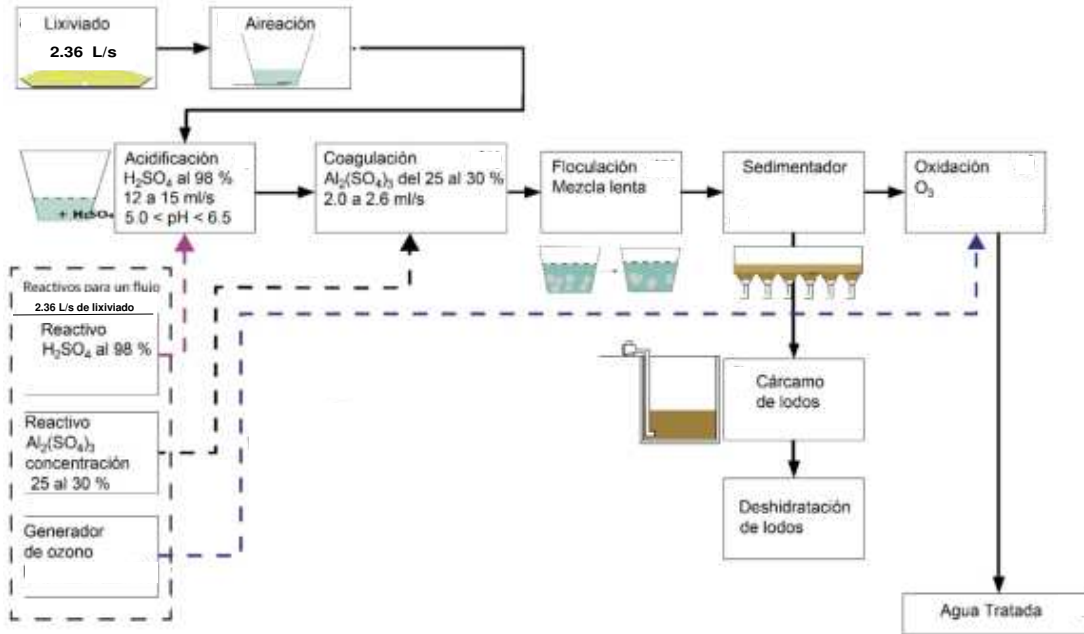 Lixiviado
2.36 L/s
Aireación
+ H₂SO₄
Acidificación
H₂SO₄ al 98 %
12 a 15 ml/s
5.0 < pH < 6.5
Coagulación
Al₂(SO₄)₃ del 25 al 30 %
2.0 a 2.6 ml/s
Floculación
Mezcla lenta
Sedimentador
Oxidación
O₃
Reactivos para un flujo
2.36 L/s de lixiviado
Reactivo
H₂SO₄ al 98 %
Reactivo
Al₂(SO₄)₃
concentración
25 al 30 %
Generador
de ozono
Cárcamo
de lodos
Deshidratación
de lodos
Agua Tratada